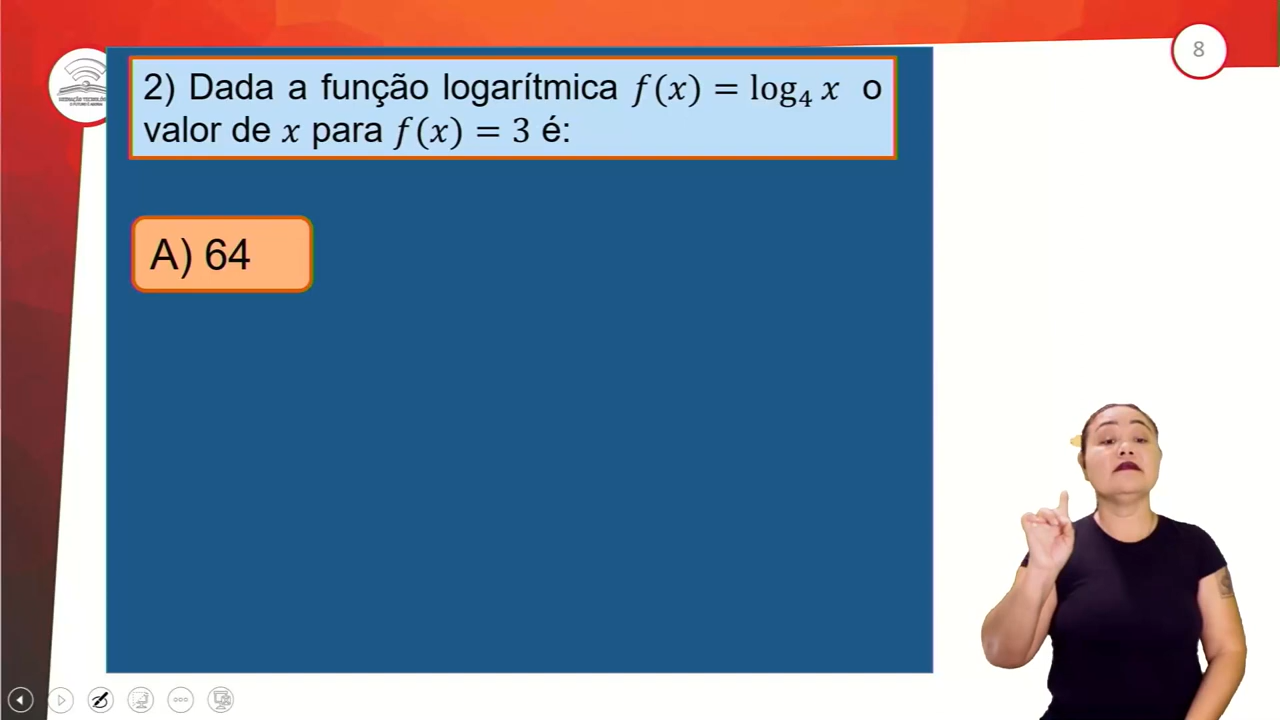 8
2) Dada a função logarítmica f(x) = log₄ x o
valor de x para f(x) = 3 é:
A) 64